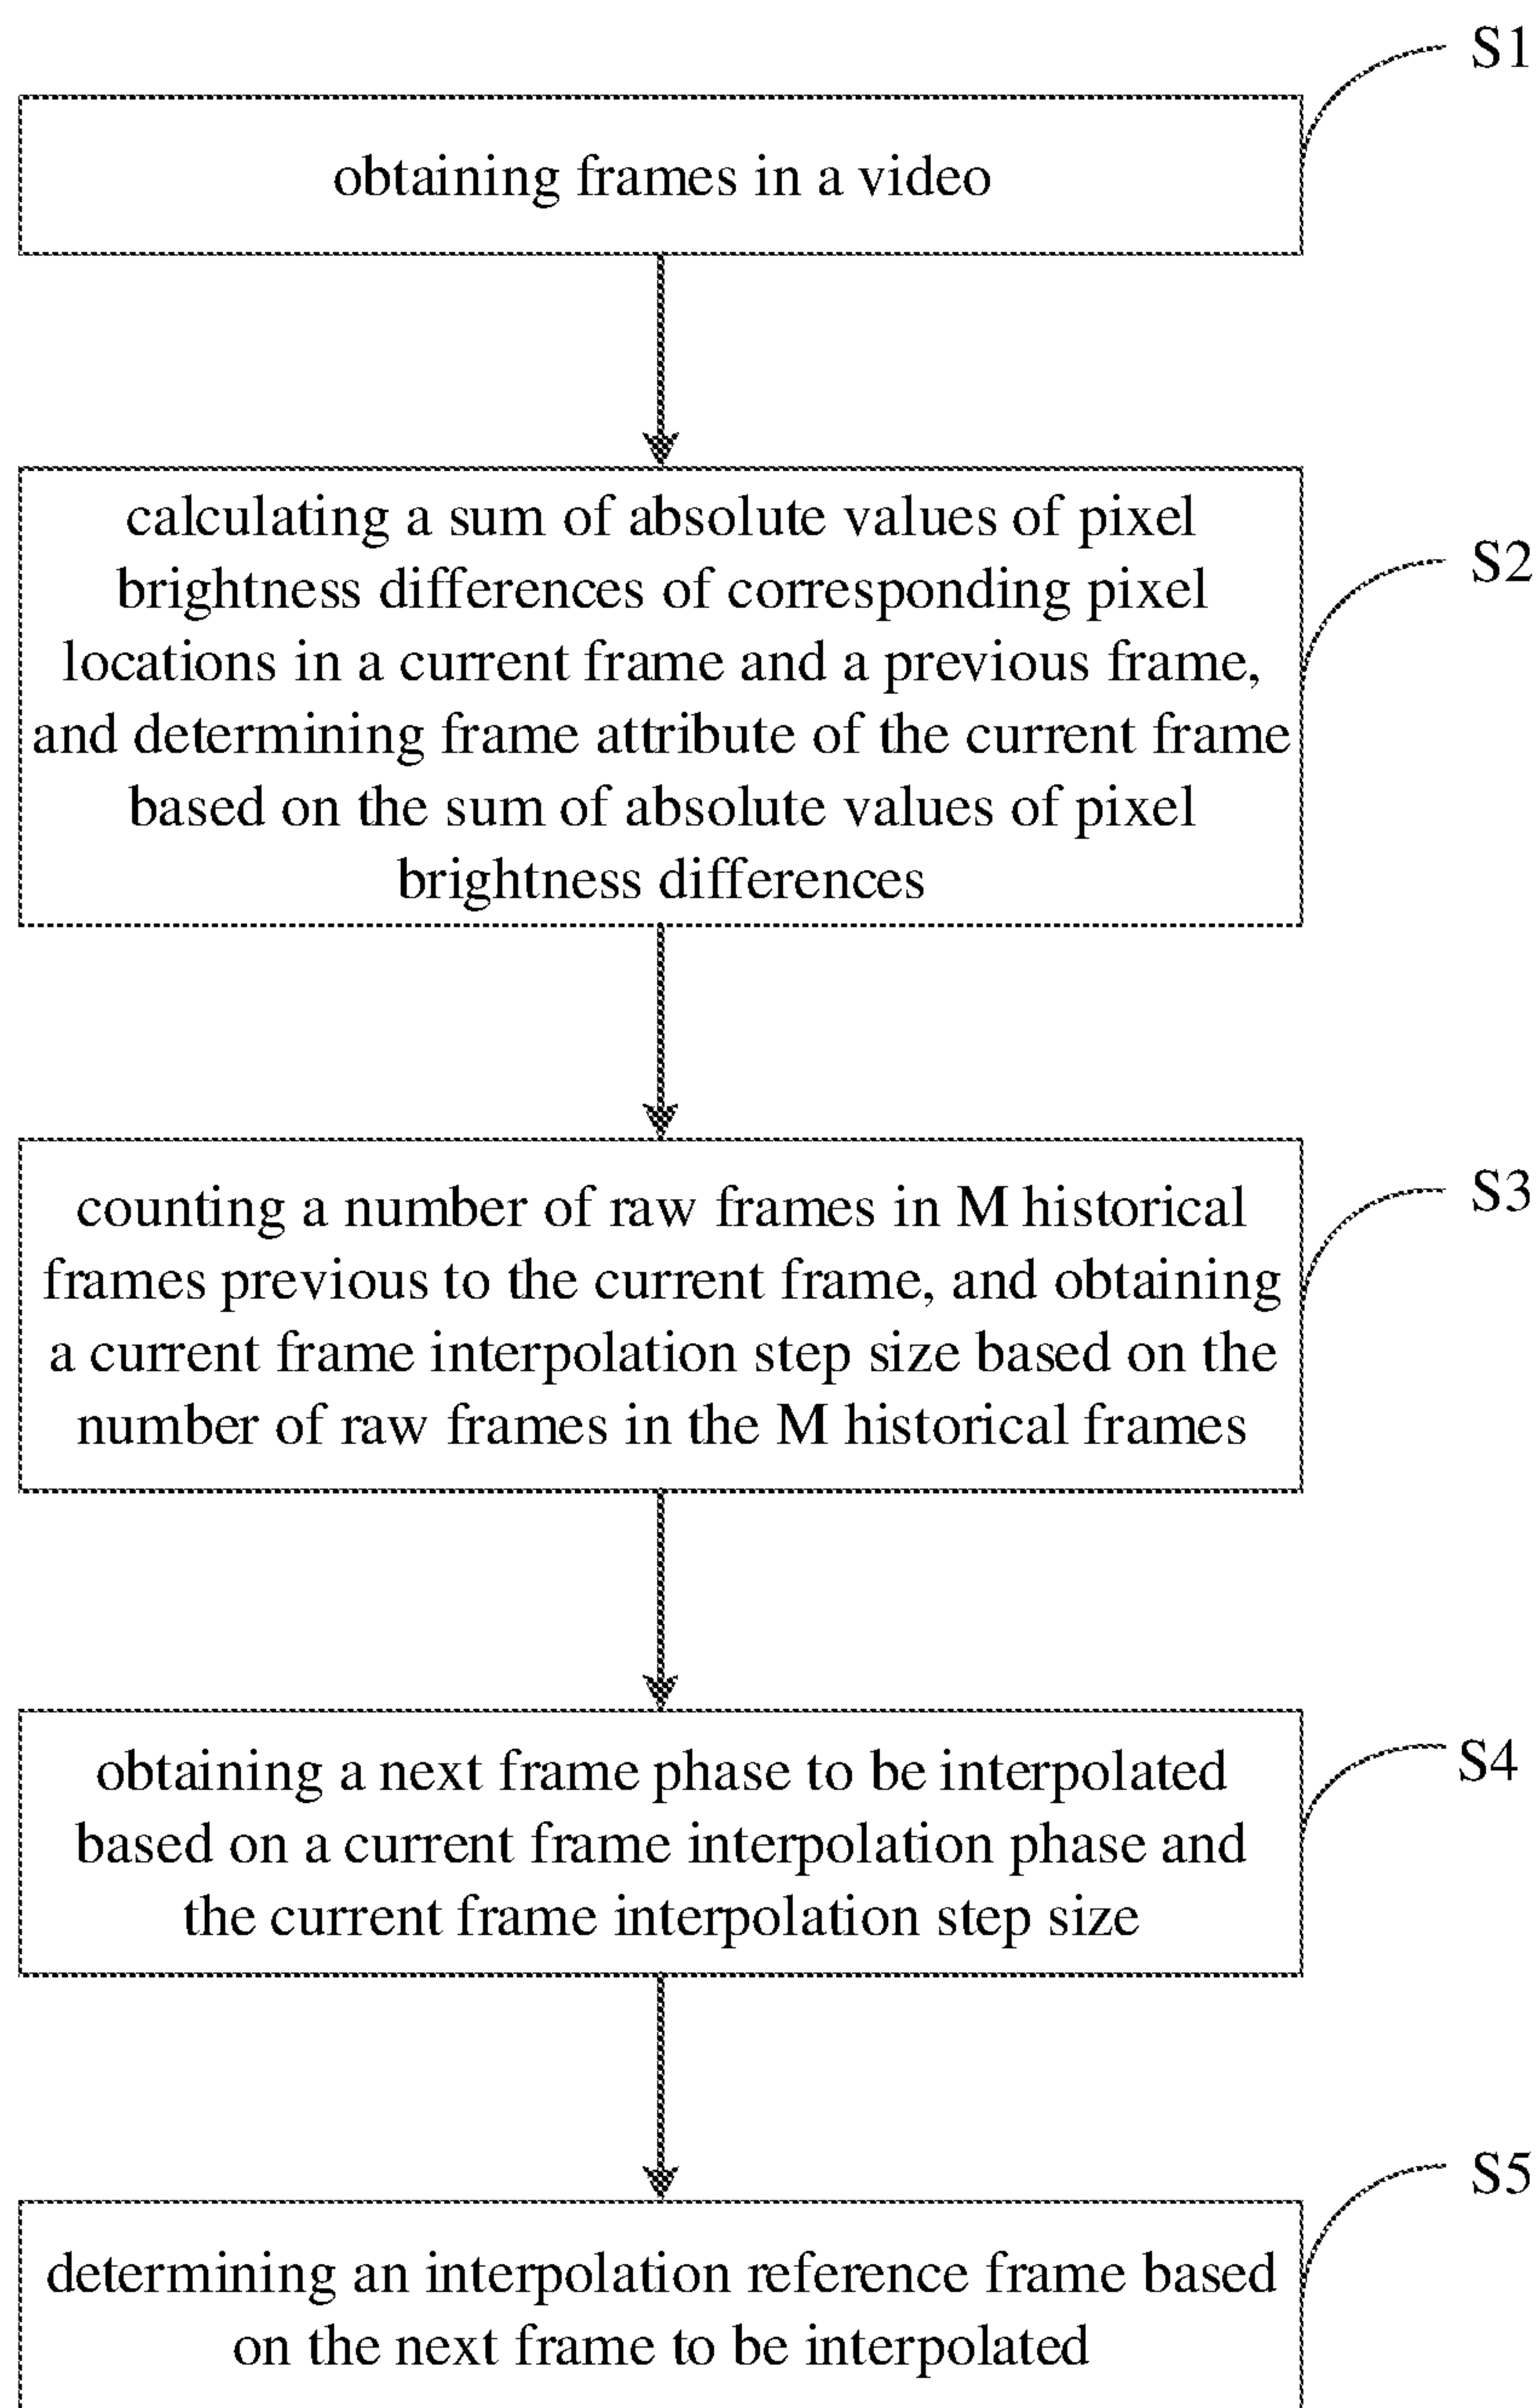 S1
obtaining frames in a video
calculating a sum of absolute values of pixel
brightness differences of corresponding pixel
S2
locations in a current frame and a previous frame,
and determining frame attribute of the current frame
based on the sum of absolute values of pixel
brightness differences
counting a number of raw frames in M historical
S3
frames previous to the current frame, and obtaining
a current frame interpolation step size based on the
number of raw frames in the M historical frames
obtaining a next frame phase to be interpolated
S4
based on a current frame interpolation phase and
the current frame interpolation step size
S5
determining an interpolation reference frame based
on the next frame to be interpolated